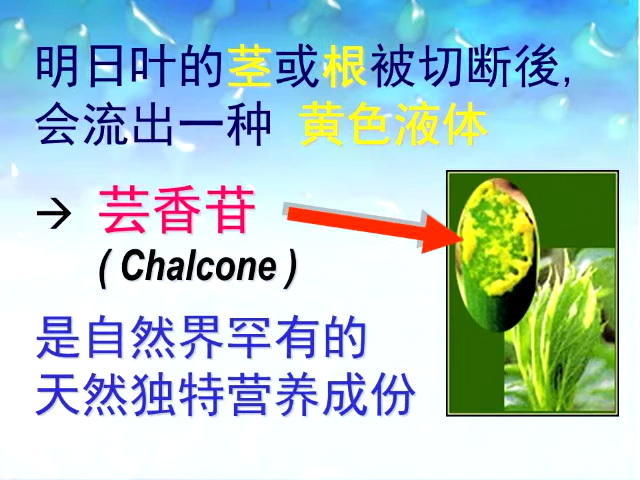 明日叶的茎或根被切断後,
会流出一种 黄色液体
→ 芸香苷
( Chalcone )
是自然界罕有的
天然独特营养成份